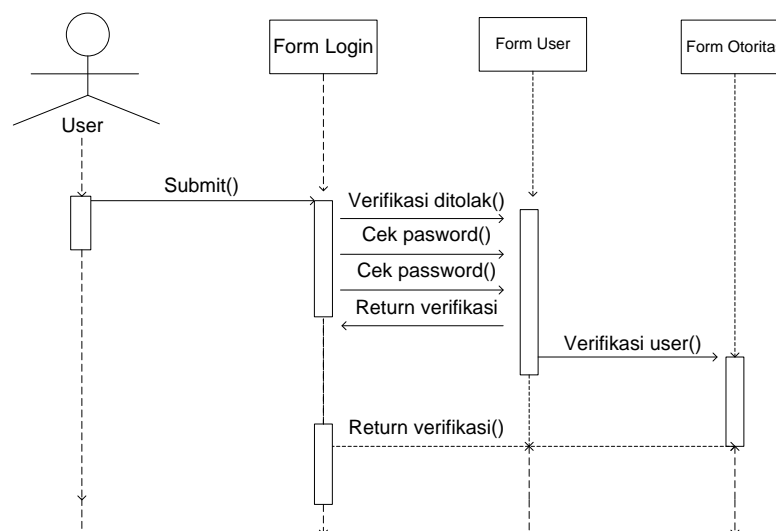 Form Login
Form User
Form Otorita
User
Submit()
Verifikasi ditolak()
Cek pasword()
Cek password()
Return verifikasi
Verifikasi user()
Return verifikasi()